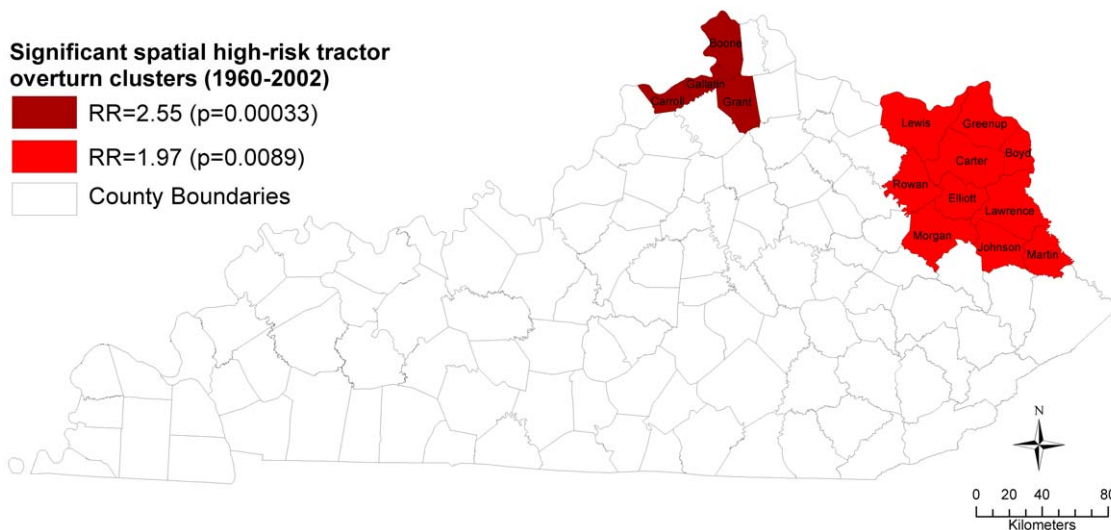 Significant spatial high-risk tractor
overturn clusters (1960-2002)
RR=2.55 (p=0.00033)
RR=1.97 (p=0.0089)
County Boundaries
Boone
Gallatin
Carroll
Grant
Lewis
Greenup
Carter
Boyd
Rowan
Elliott
Lawrence
Morgan
Johnson
Martin
N
0 20 40 80
Kilometers